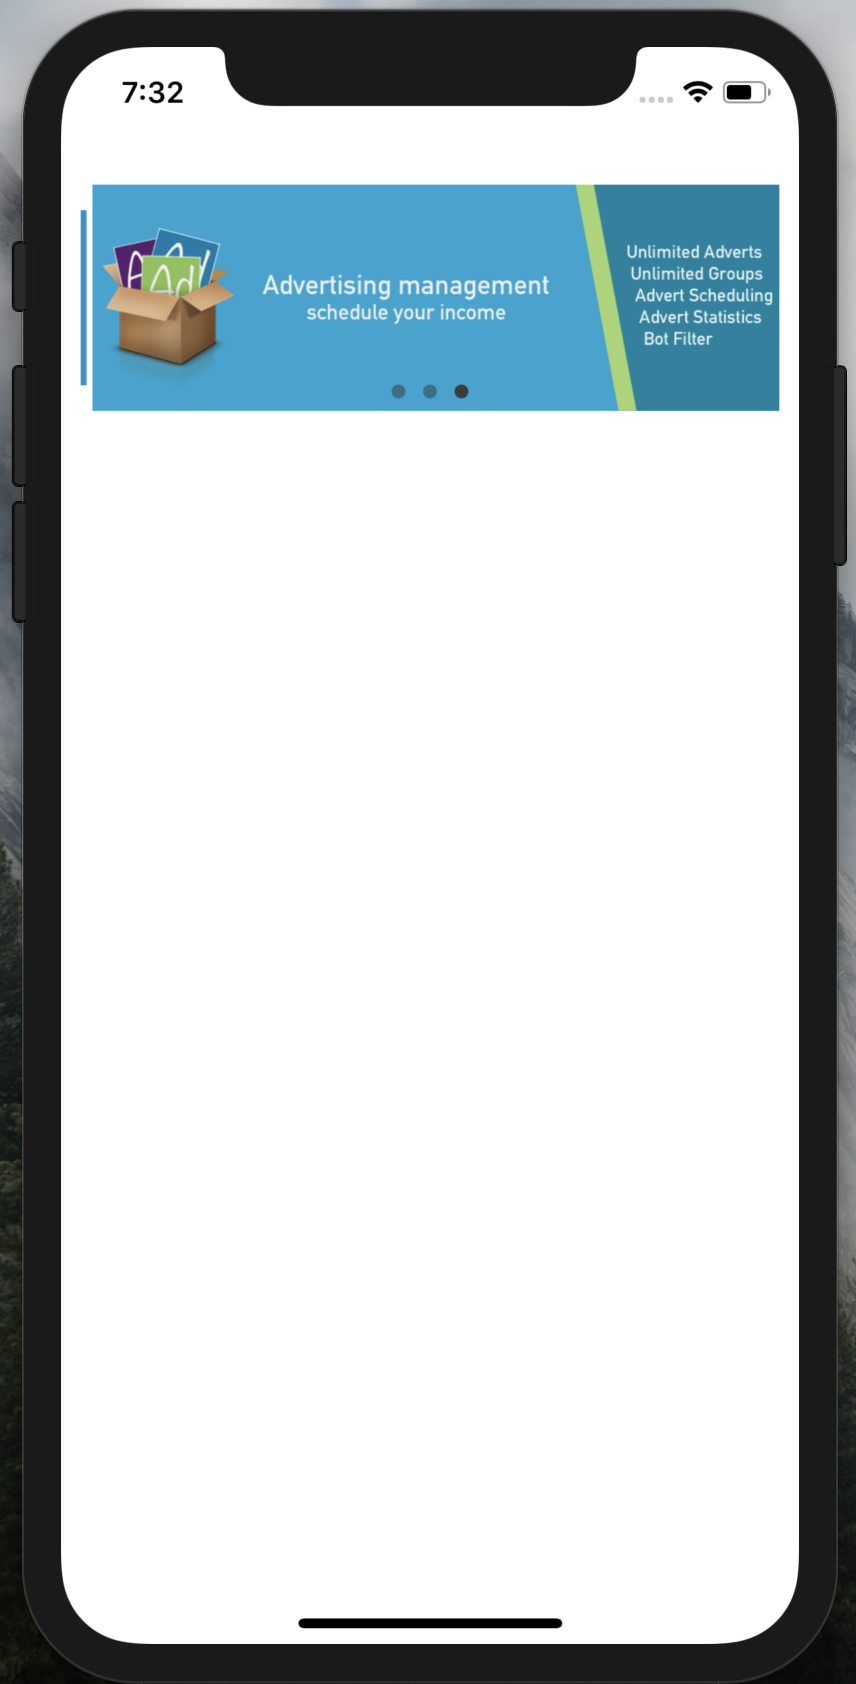 7:32
Advertising management
schedule your income
Unlimited Adverts
Unlimited Groups
Advert Scheduling
Advert Statistics
Bot Filter
Ad